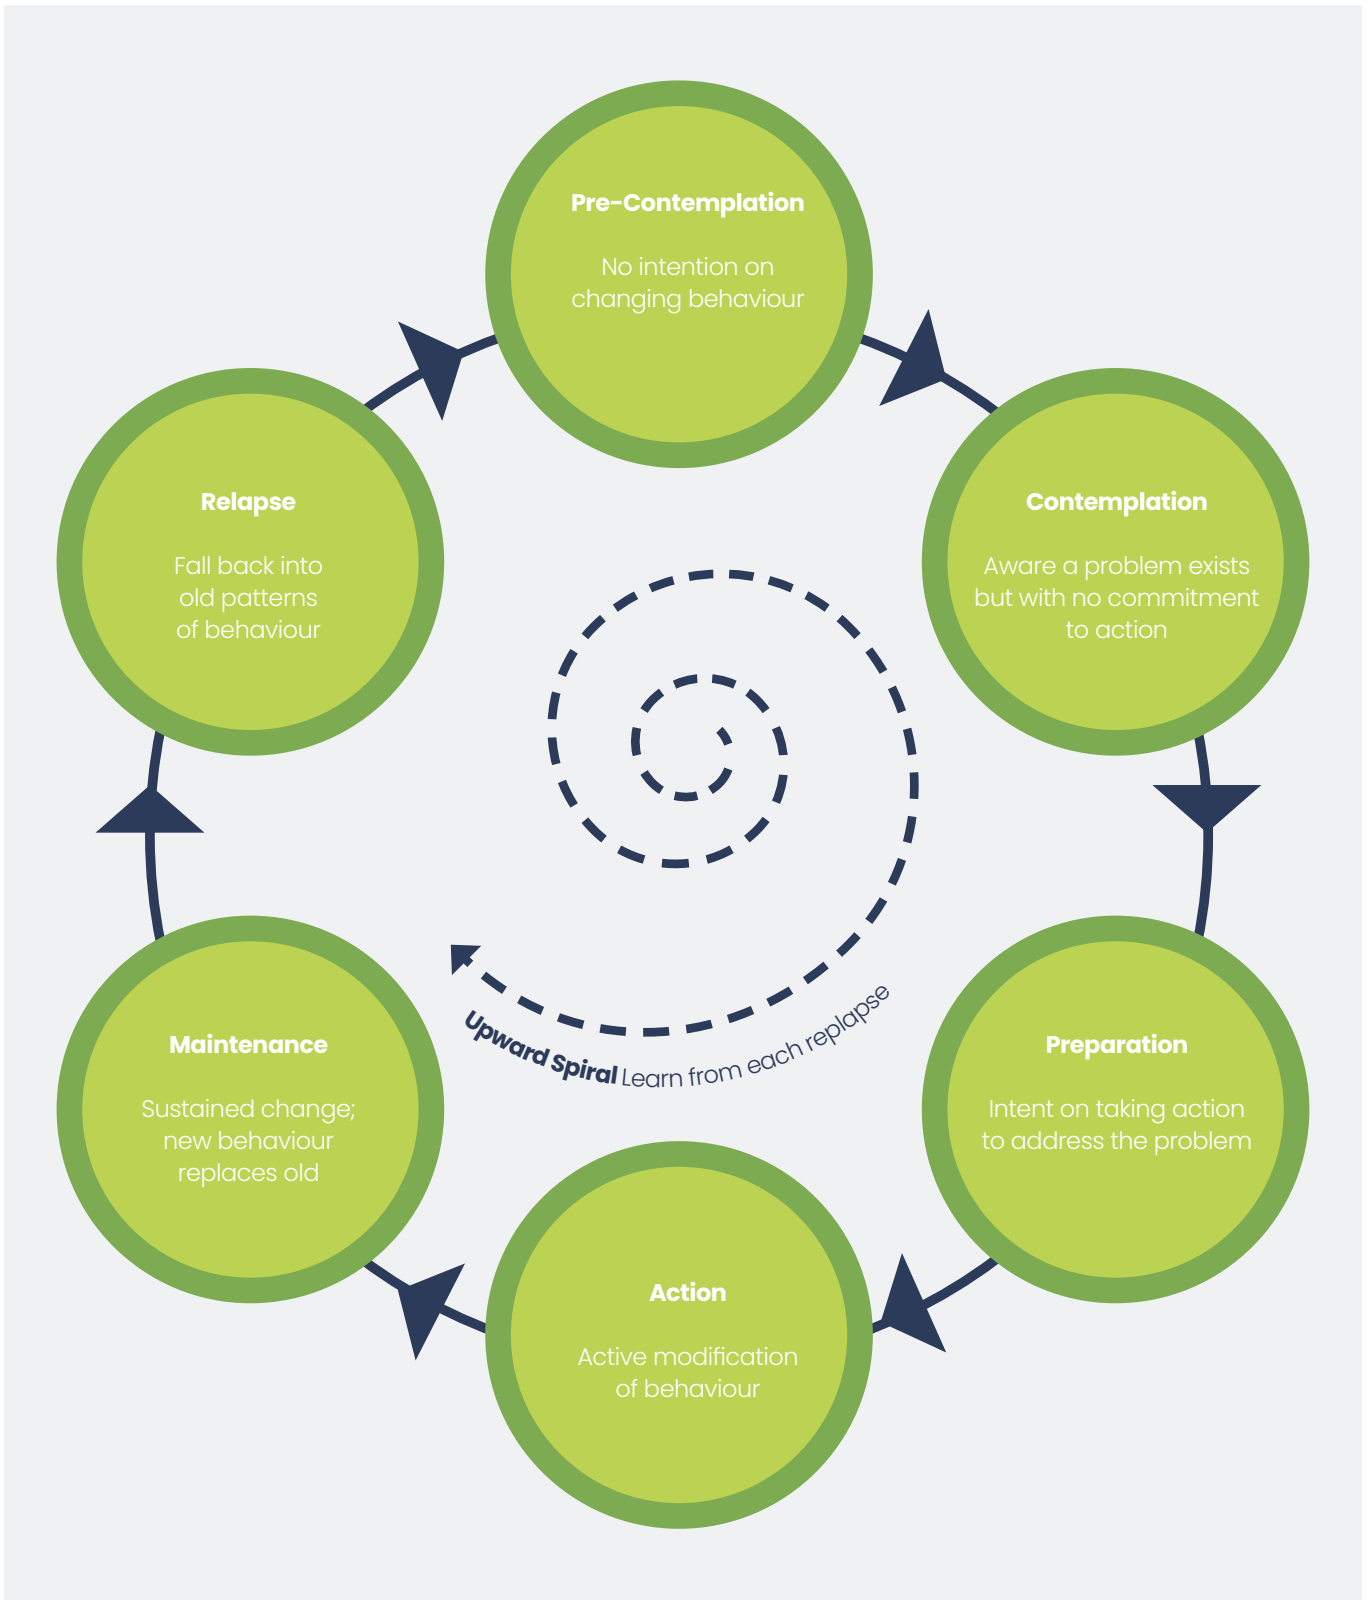 Pre-Contemplation
No intention on
changing behaviour
Contemplation
Aware a problem exists
but with no commitment
to action
Preparation
Intent on taking action
to address the problem
Action
Active modification
of behaviour
Maintenance
Sustained change;
new behaviour
replaces old
Relapse
Fall back into
old patterns
of behaviour
Upward Spiral Learn from each replapse